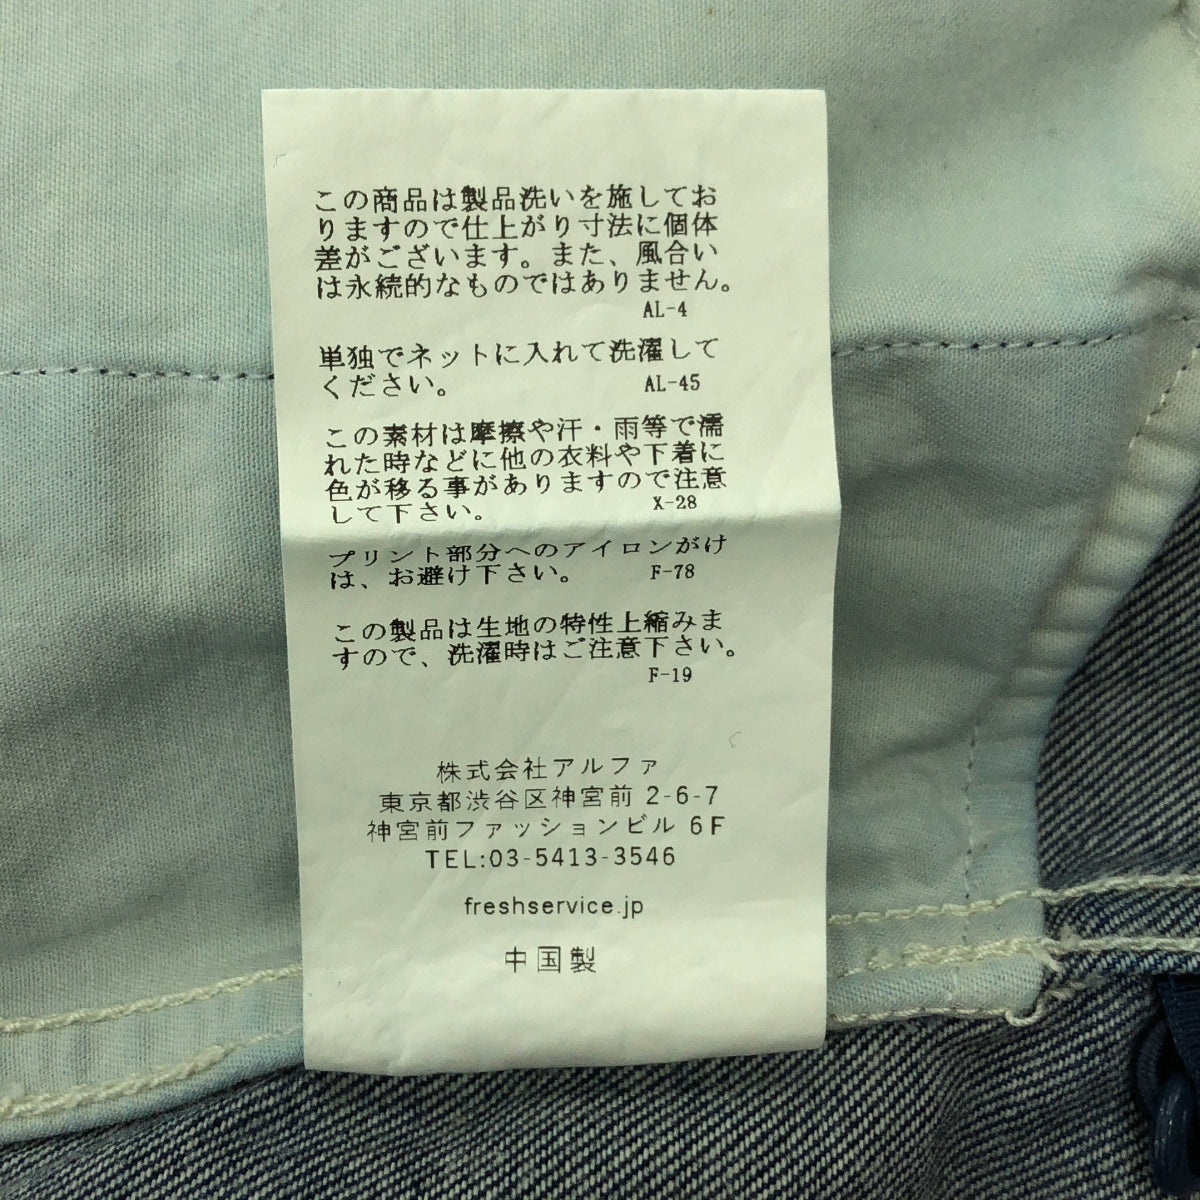 この商品は製品洗いを施してお
りますので仕上がり寸法に個体
差がございます。また、風合い
は永続的なものではありません。
AL-4
単独でネットに入れて洗濯して
ください。 AL-45
この素材は摩擦や汗・雨等で濡
れた時などに他の衣料や下着に
色が移る事がありますので注意
して下さい。 X-28
プリント部分へのアイロンがけ
は、お避け下さい。 F-78
この製品は生地の特性上縮みま
すので、洗濯時はご注意下さい。
F-19
株式会社アルファ
東京都渋谷区神宮前 2-6-7
神宮前ファッションビル 6F
TEL:03-5413-3546
freshservice.jp
中国製